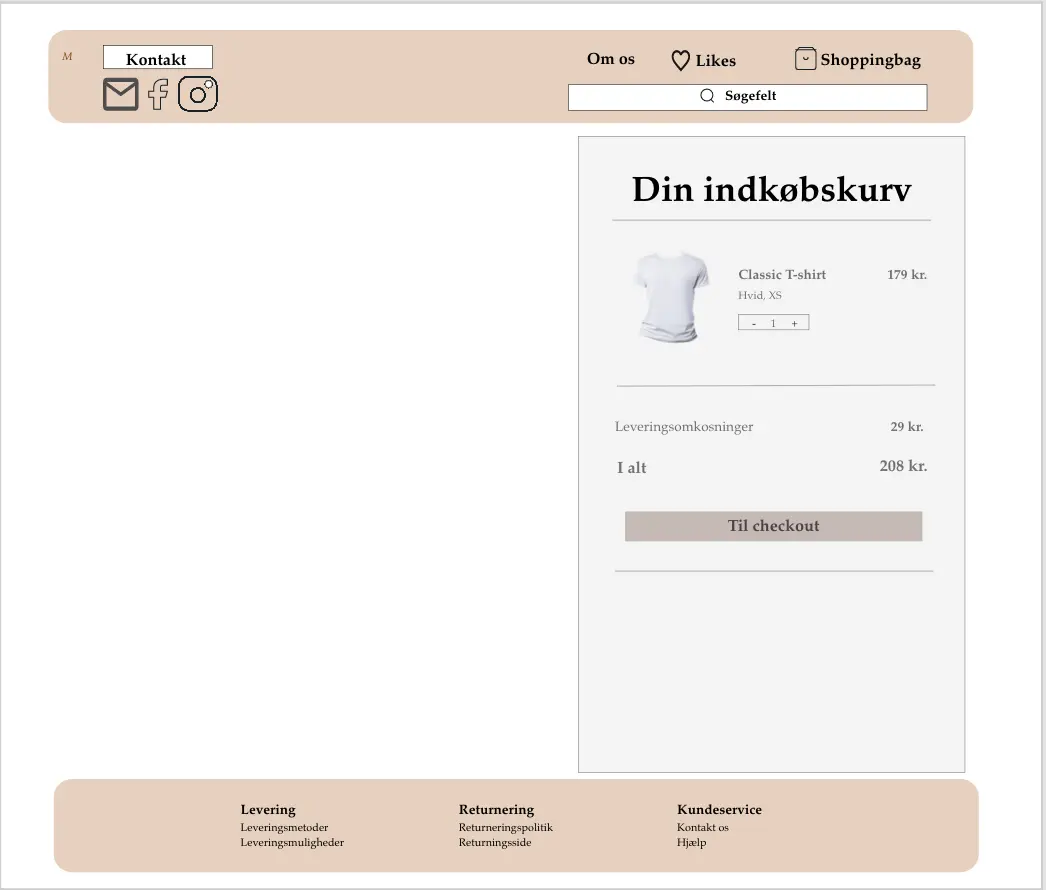 M
Kontakt
Om os
Likes
Shoppingbag
Søgefelt
Din indkøbskurv
Classic T-shirt
179 kr.
Hvid, XS
- 1 +
Leveringsomkosninger
29 kr.
I alt
208 kr.
Til checkout
Levering
Leveringsmetoder
Leveringsmuligheder
Returnering
Returneringspolitik
Returningsside
Kundeservice
Kontakt os
Hjælp